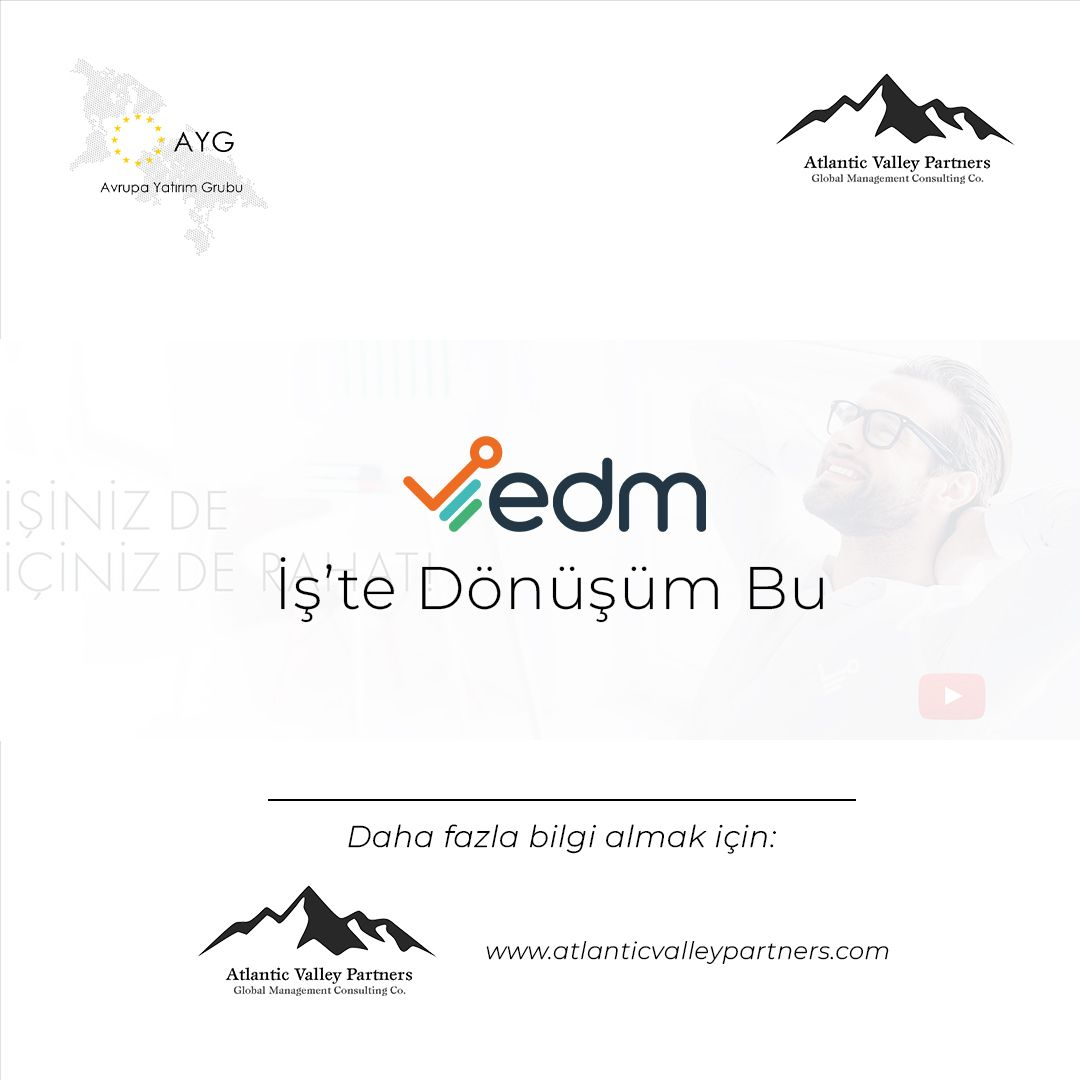 AYG
Avrupa Yatırım Grubu
Atlantic Valley Partners
Global Management Consulting Co.
edm
İŞİNİZ DE
İÇİNİZ DE RAHAT!
İş’te Dönüşüm Bu
Daha fazla bilgi almak için:
Atlantic Valley Partners
Global Management Consulting Co.
www.atlanticvalleypartners.com